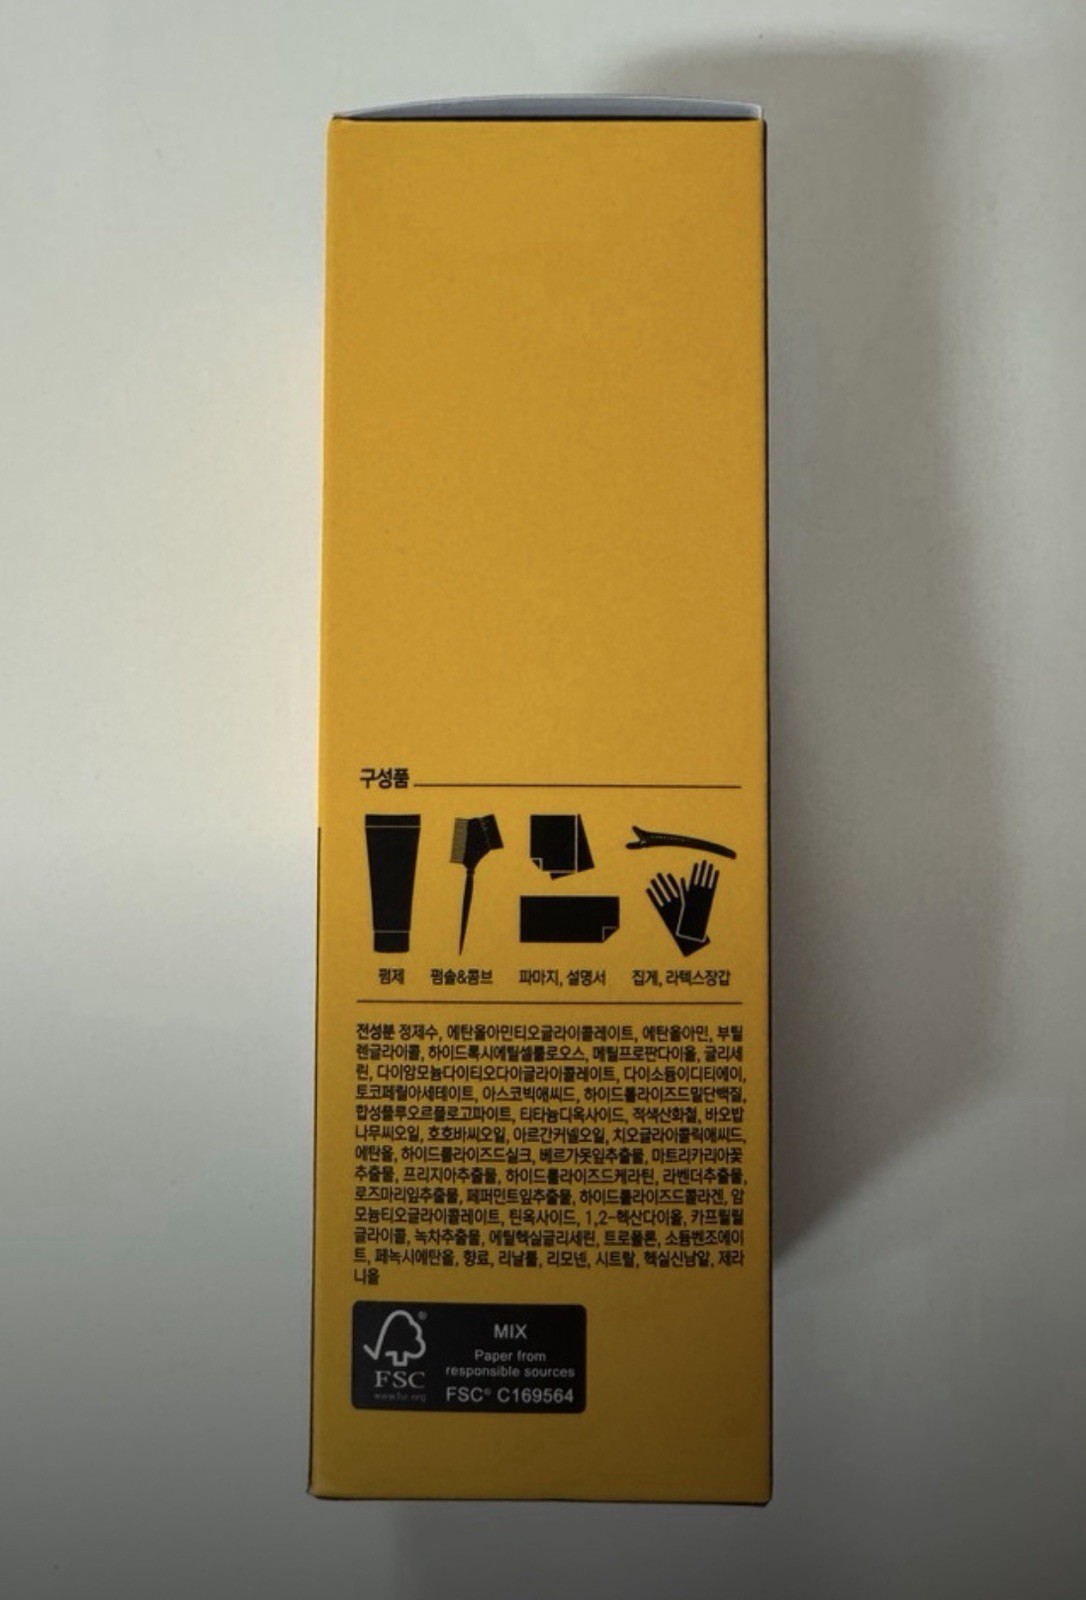 구성품
펌제
펌솔&콤브
파마지, 설명서
집게, 라텍스장갑
전성분 정제수, 에탄올아민티오글라이콜레이트, 에탄올아민, 부틸
렌글라이콜, 하이드록시에틸셀룰로오스, 메틸프로판다이올, 글리세
린, 다이암모늄다이티오다이글라이콜레이트, 다이소듐이디티에이,
토코페릴아세테이트, 아스코빅애씨드, 하이드롤라이즈드밀단백질,
합성플루오르플로고파이트, 티타늄디옥사이드, 적색산화철, 바오밥
나무씨오일, 호호바씨오일, 아르간커넬오일, 치오글라이콜릭애씨드,
에탄올, 하이드롤라이즈드실크, 베르가못잎추출물, 마트리카리아꽃
추출물, 프리지아추출물, 하이드롤라이즈드케라틴, 라벤더추출물,
로즈마리잎추출물, 페퍼민트잎추출물, 하이드롤라이즈드콜라겐, 암
모늄티오글라이콜레이트, 틴옥사이드, 1,2-헥산다이올, 카프릴릴
글라이콜, 녹차추출물, 에틸헥실글리세린, 트로폴론, 소듐벤조에이
트, 페녹시에탄올, 향료, 리날룰, 리모넨, 시트랄, 헥실신남알, 제라
니올
MIX
Paper from
responsible sources
FSC® C169564
FSC
www.fsc.org